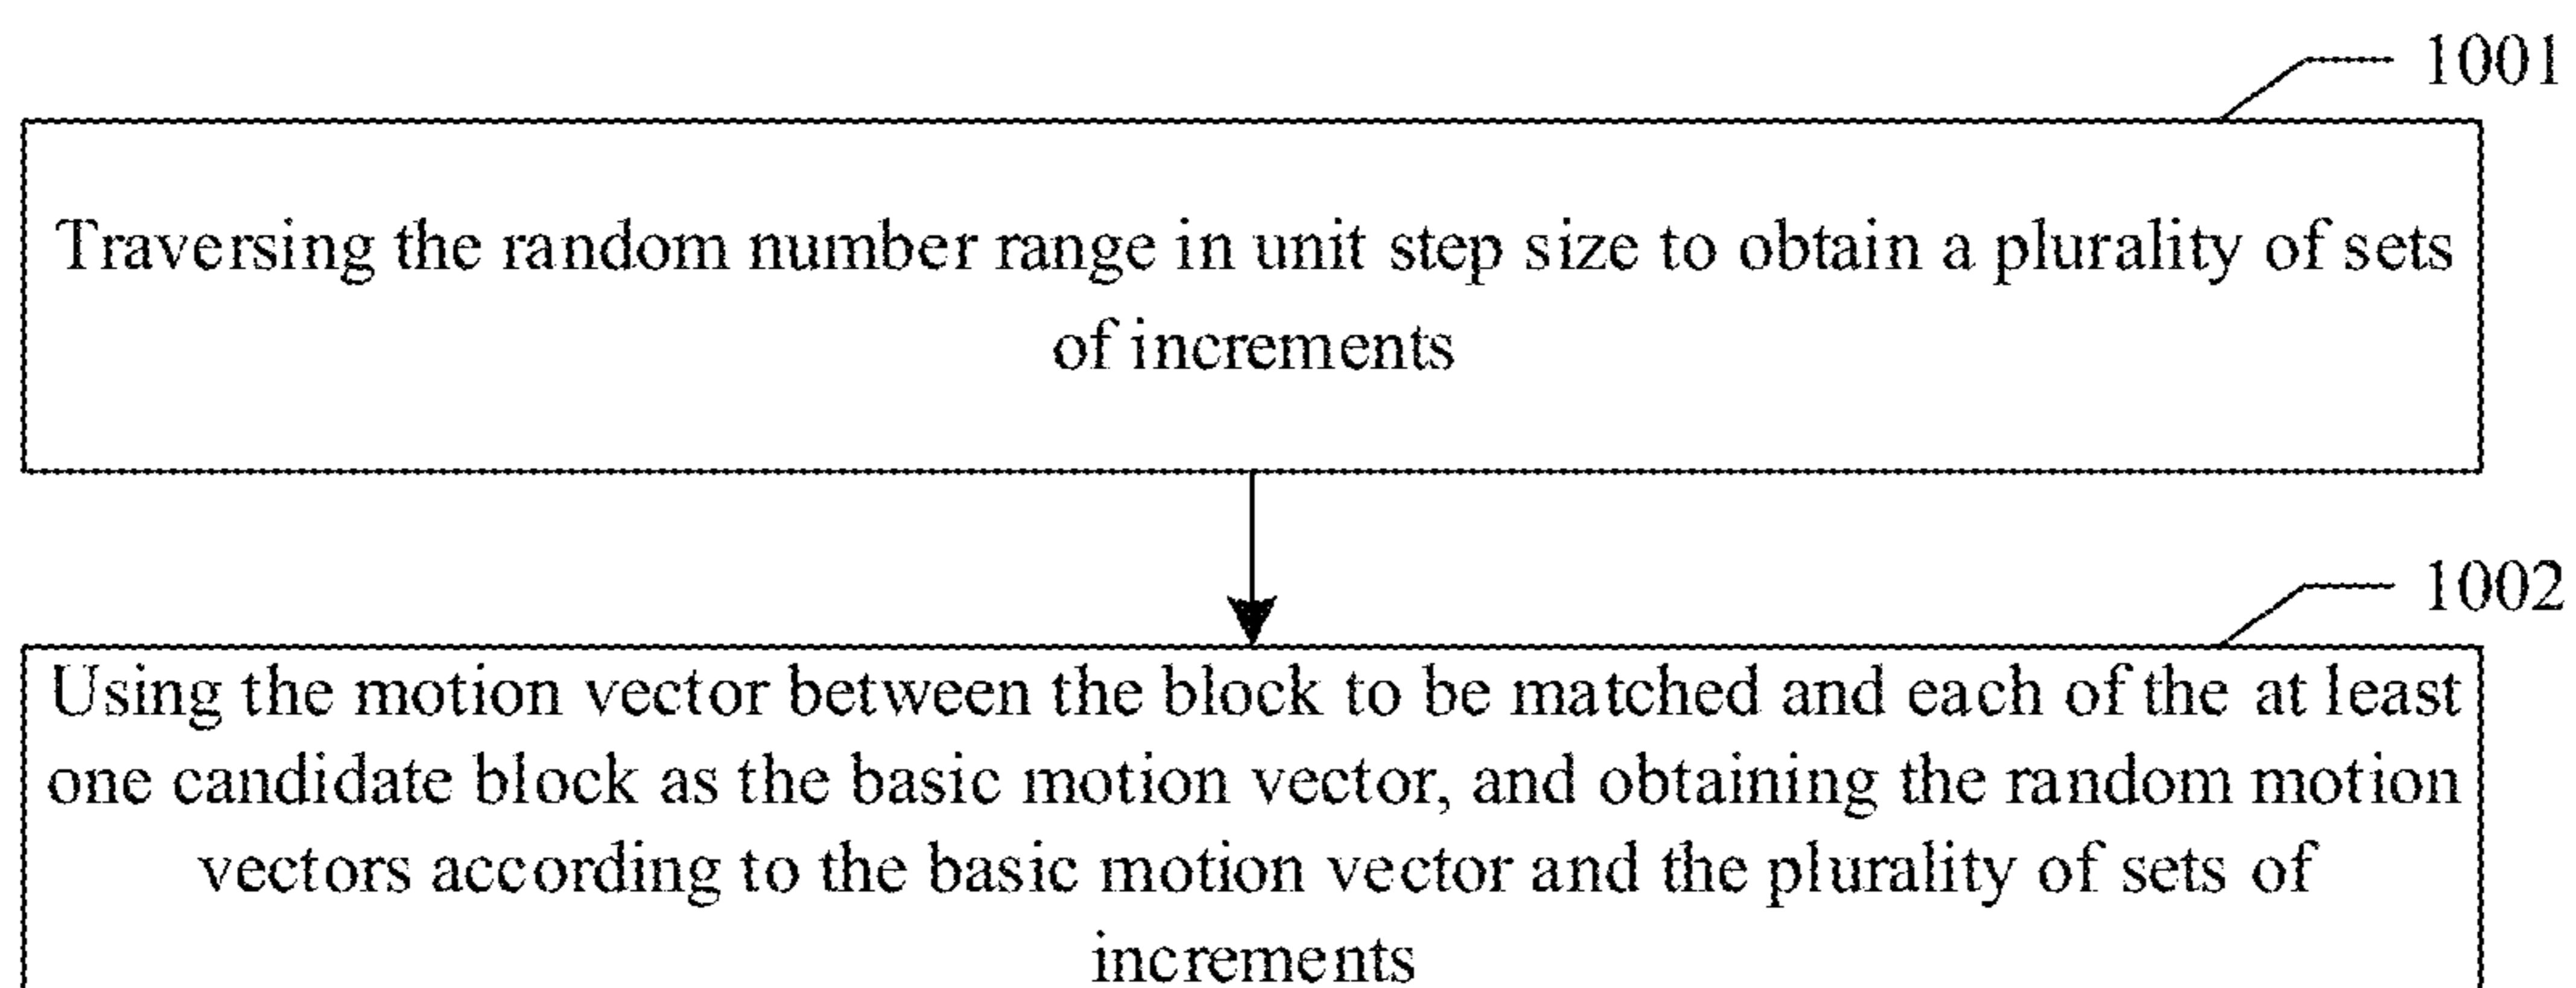 1001
Traversing the random number range in unit step size to obtain a plurality of sets
of increments
1002
Using the motion vector between the block to be matched and each of the at least
one candidate block as the basic motion vector, and obtaining the random motion
vectors according to the basic motion vector and the plurality of sets of
increments